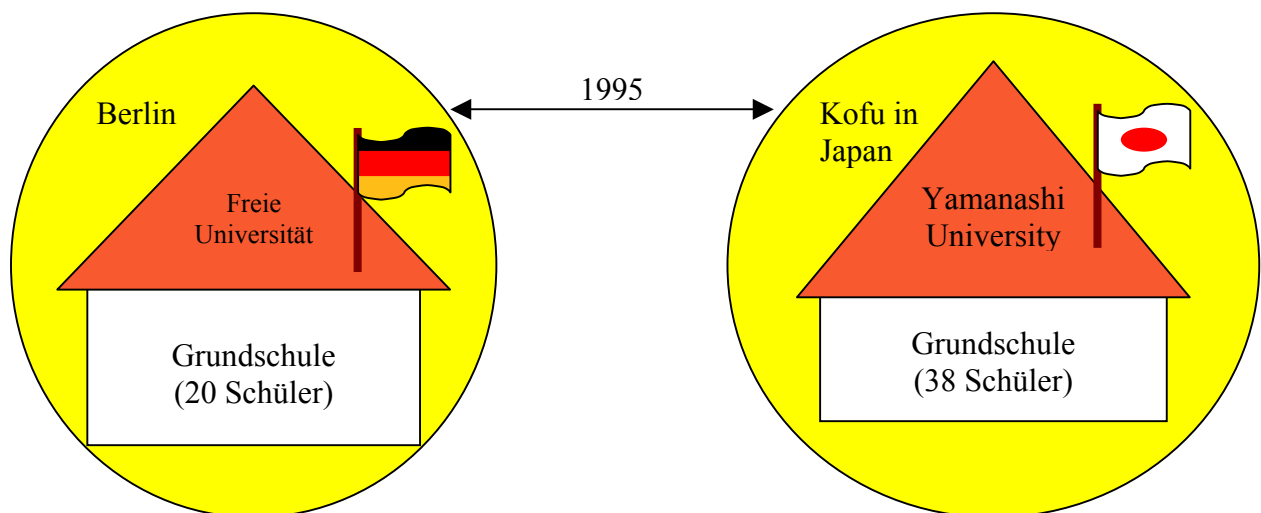 Berlin
Freie
Universität
Grundschule
(20 Schüler)
1995
Kofu in
Japan
Yamanashi
University
Grundschule
(38 Schüler)